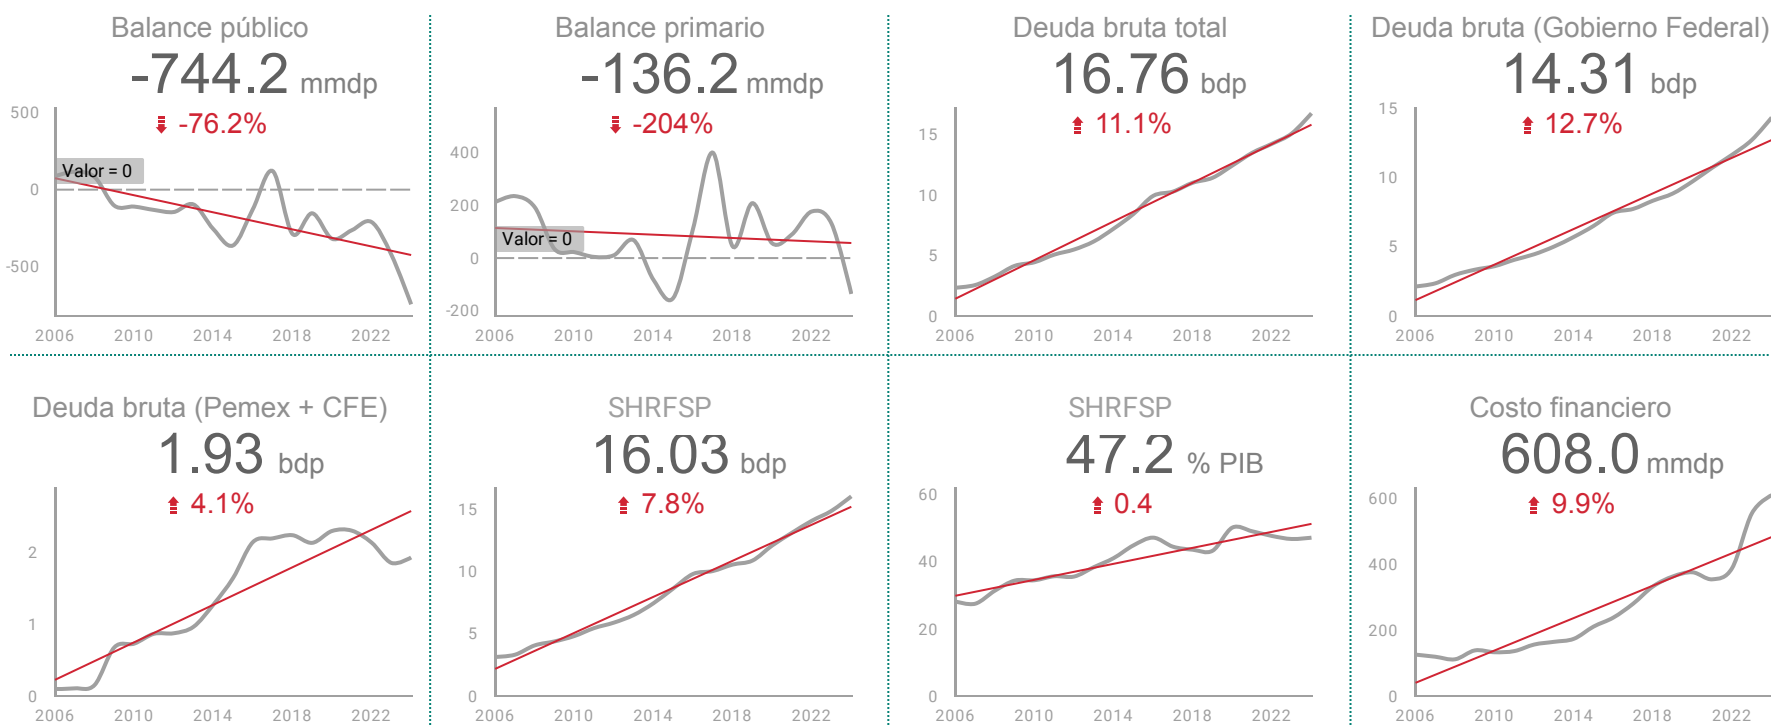 Balance público
-744.2 mmdp
-76.2%
500
Valor = 0
0
-500
2006 2010 2014 2018 2022
Balance primario
-136.2 mmdp
-204%
400
200
Valor = 0
0
-200
2006 2010 2014 2018 2022
Deuda bruta total
16.76 bdp
11.1%
15
10
5
0
2006 2010 2014 2018 2022
Deuda bruta (Gobierno Federal)
14.31 bdp
15
12.7%
10
5
0
2006 2010 2014 2018 2022
Deuda bruta (Pemex + CFE)
1.93 bdp
4.1%
2
1
0
2006 2010 2014 2018 2022
SHRFSP
16.03 bdp
7.8%
15
10
5
0
2006 2010 2014 2018 2022
SHRFSP
47.2 % PIB
60
0.4
40
20
0
2006 2010 2014 2018 2022
Costo financiero
608.0 mmdp
600
9.9%
400
200
0
2006 2010 2014 2018 2022